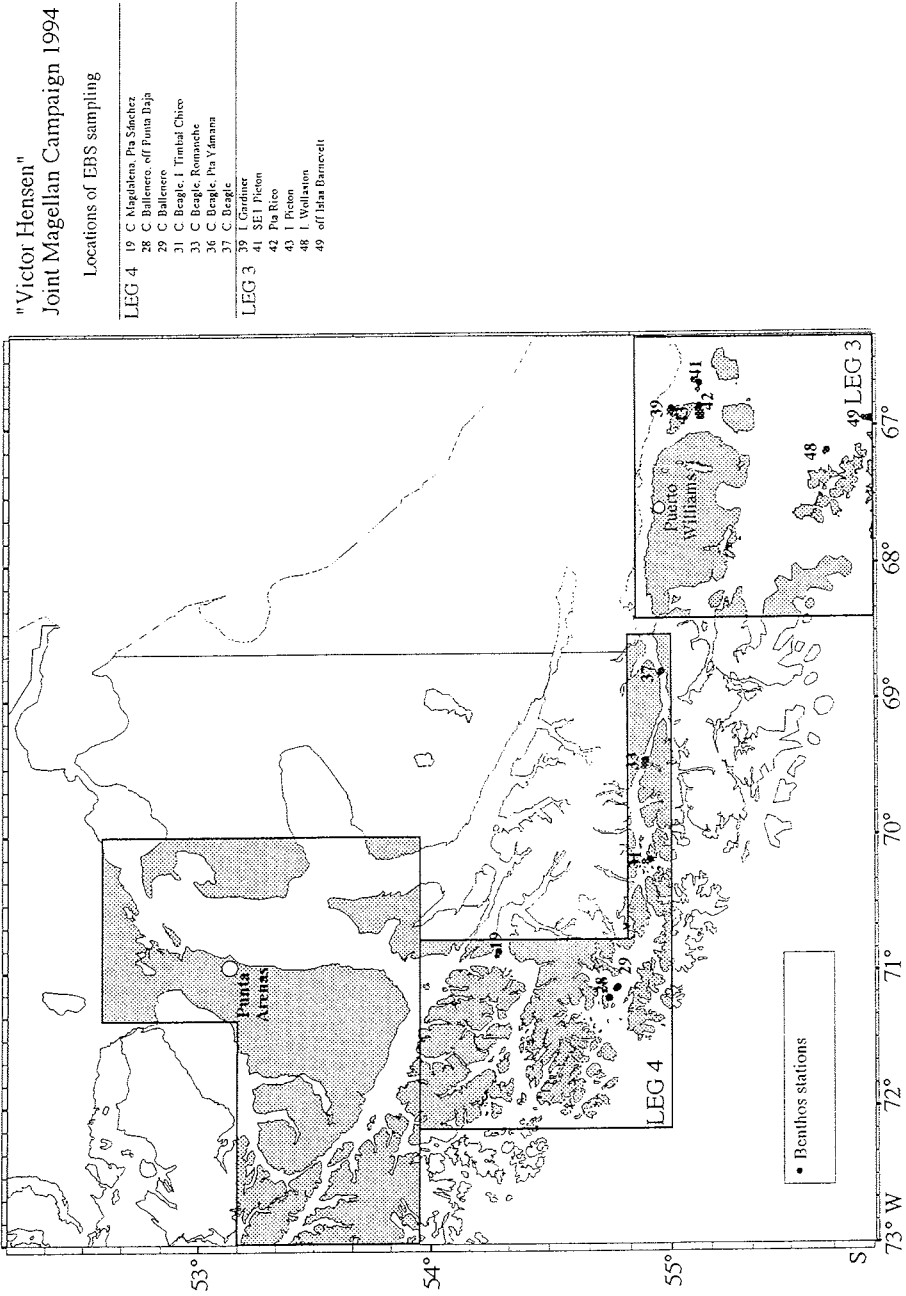 "Victor Hensen"
Joint Magellan Campaign 1994
Locations of EBS sampling
LEG 4 19 C Magdalena, Pta Sánchez
28 C. Ballenero, off Punta Baja
29 C Ballenero
31 C Beagle, I Timbal Chico
33 C Beagle, Romanche
36 C Beagle, Pta Yámana
37 C. Beagle
LEG 3 39 I. Gardiner
41 SE I Picton
42 Pta Rico
43 I Picton
48 I. Wollaston
49 off Islas Barnevelt
53°
54°
55°
S
73° W
72°
71°
70°
69°
68°
67°
Punta
Arenas
19
28
29
31
33
37
LEG 4
Puerto
Williams
39
43
41
42
48
49 LEG 3
• Benthos stations